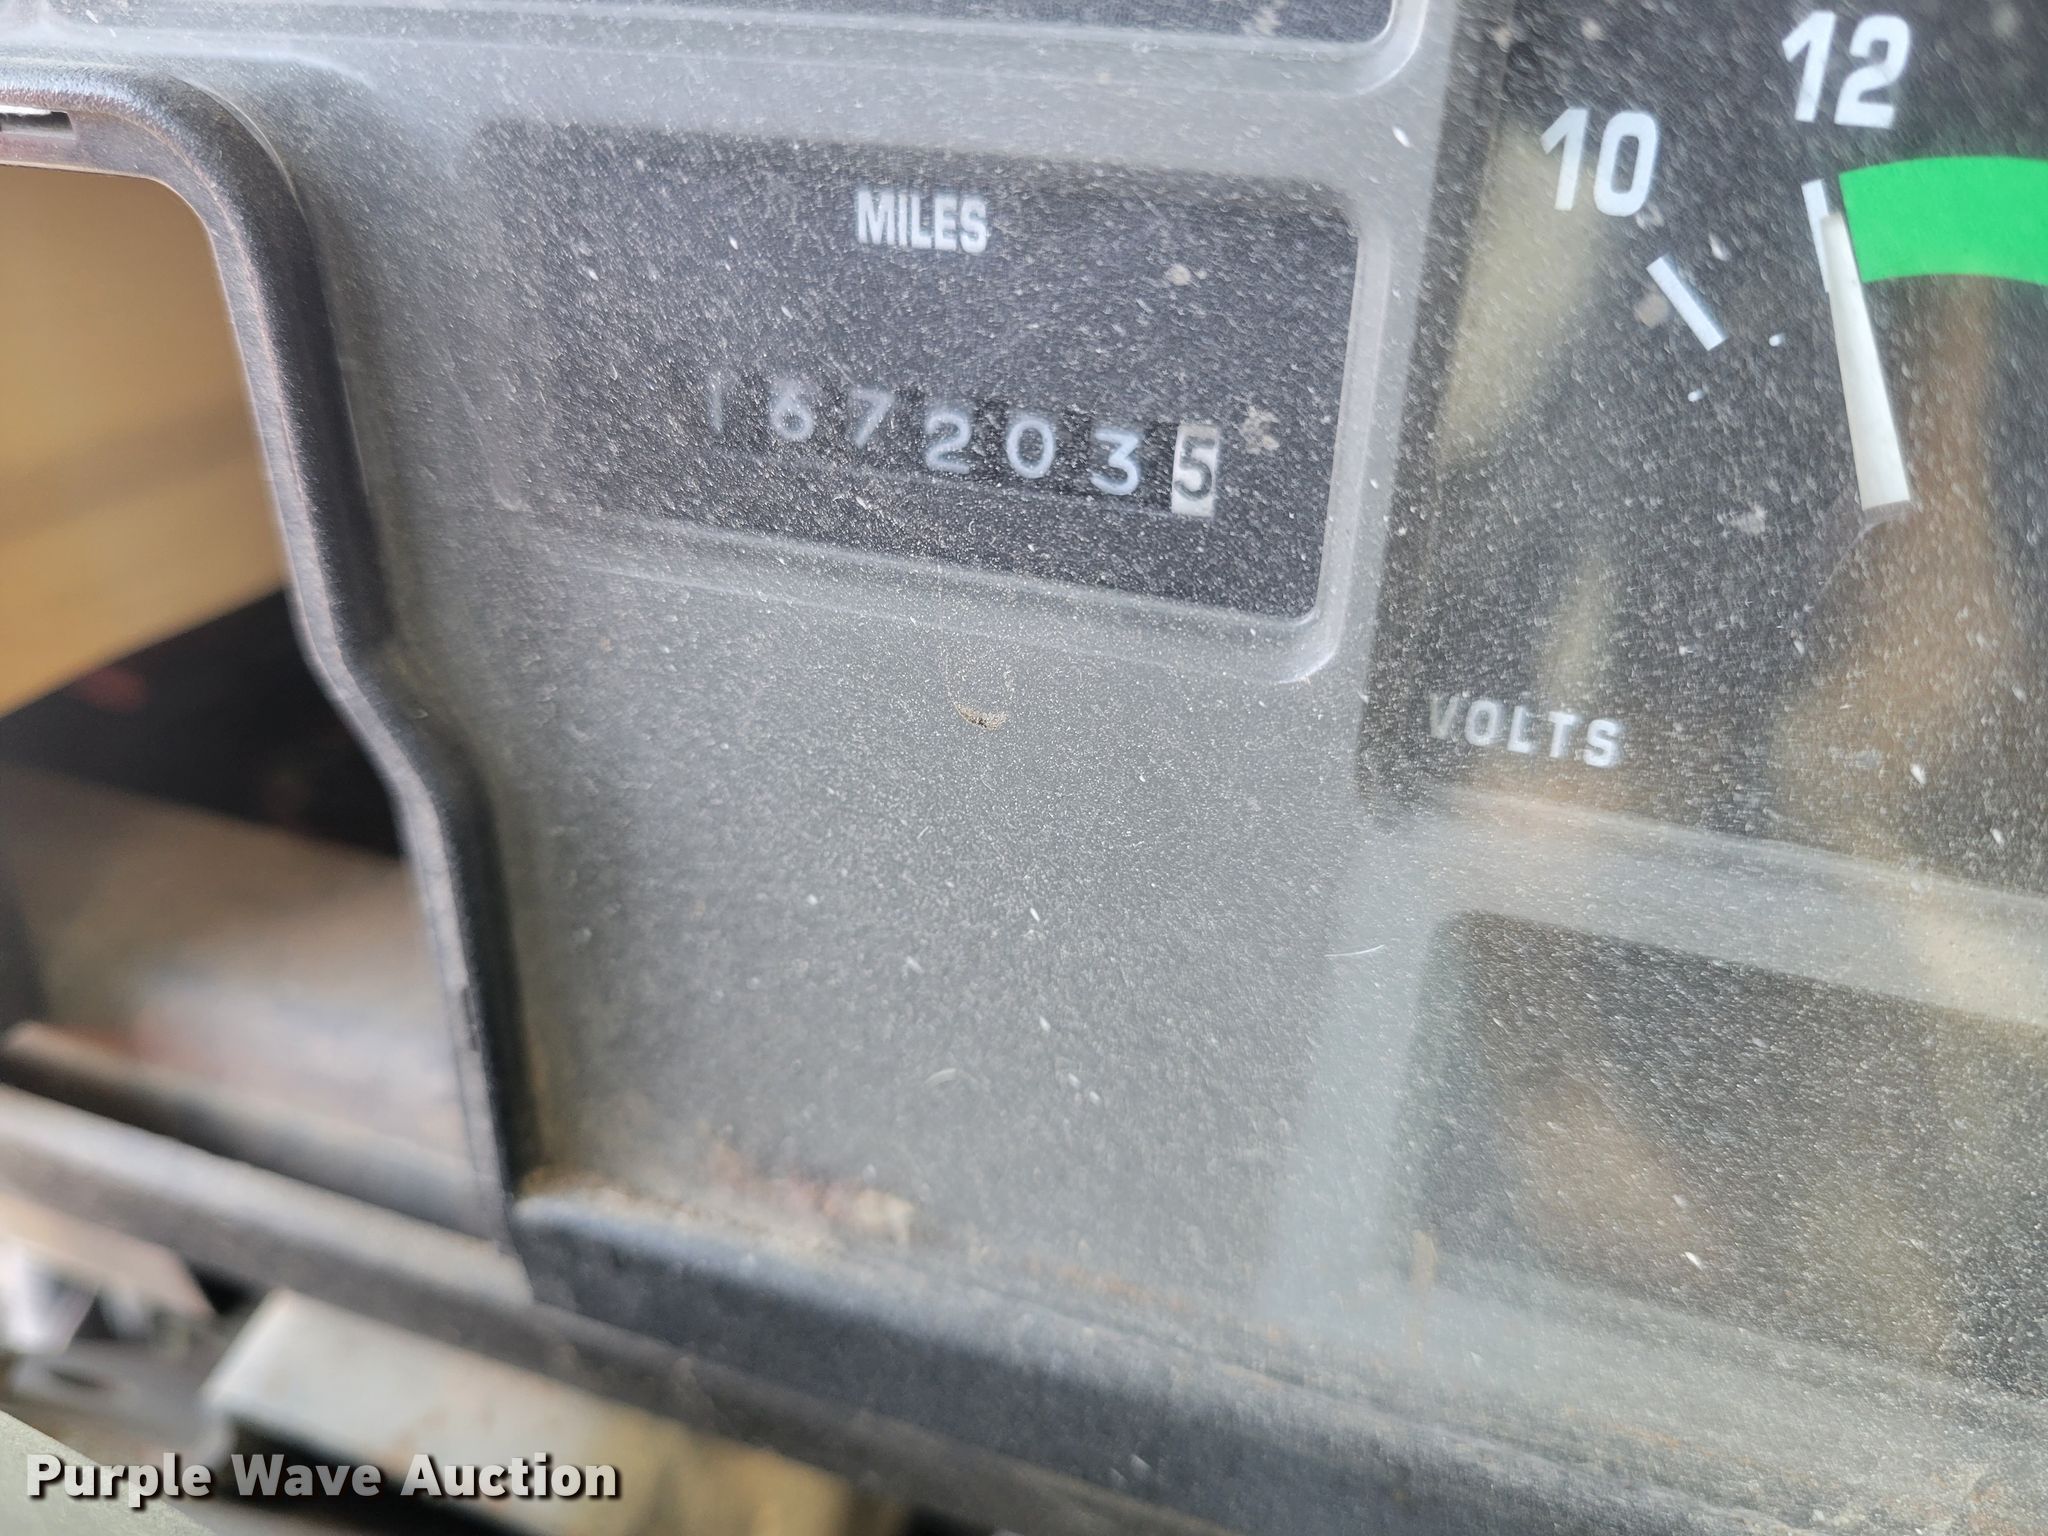 12
10
MILES
1672035
VOLTS
Purple Wave Auction